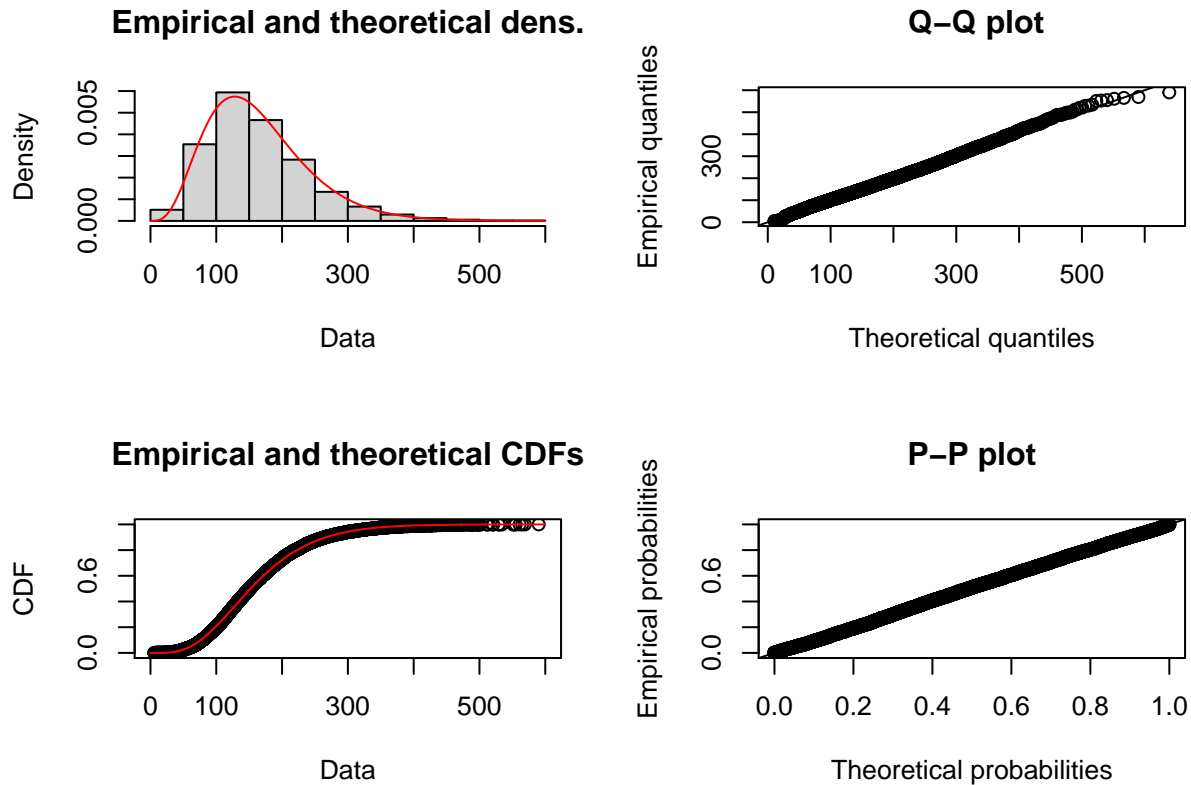 Empirical and theoretical dens.
Density
0.000 0.005
0 100 300 500
Data
Q−Q plot
Empirical quantiles
0 300
0 100 300 500
Theoretical quantiles
Empirical and theoretical CDFs
CDF
0.0 0.6
0 100 300 500
Data
P−P plot
Empirical probabilities
0.0 0.6
0.0 0.2 0.4 0.6 0.8 1.0
Theoretical probabilities